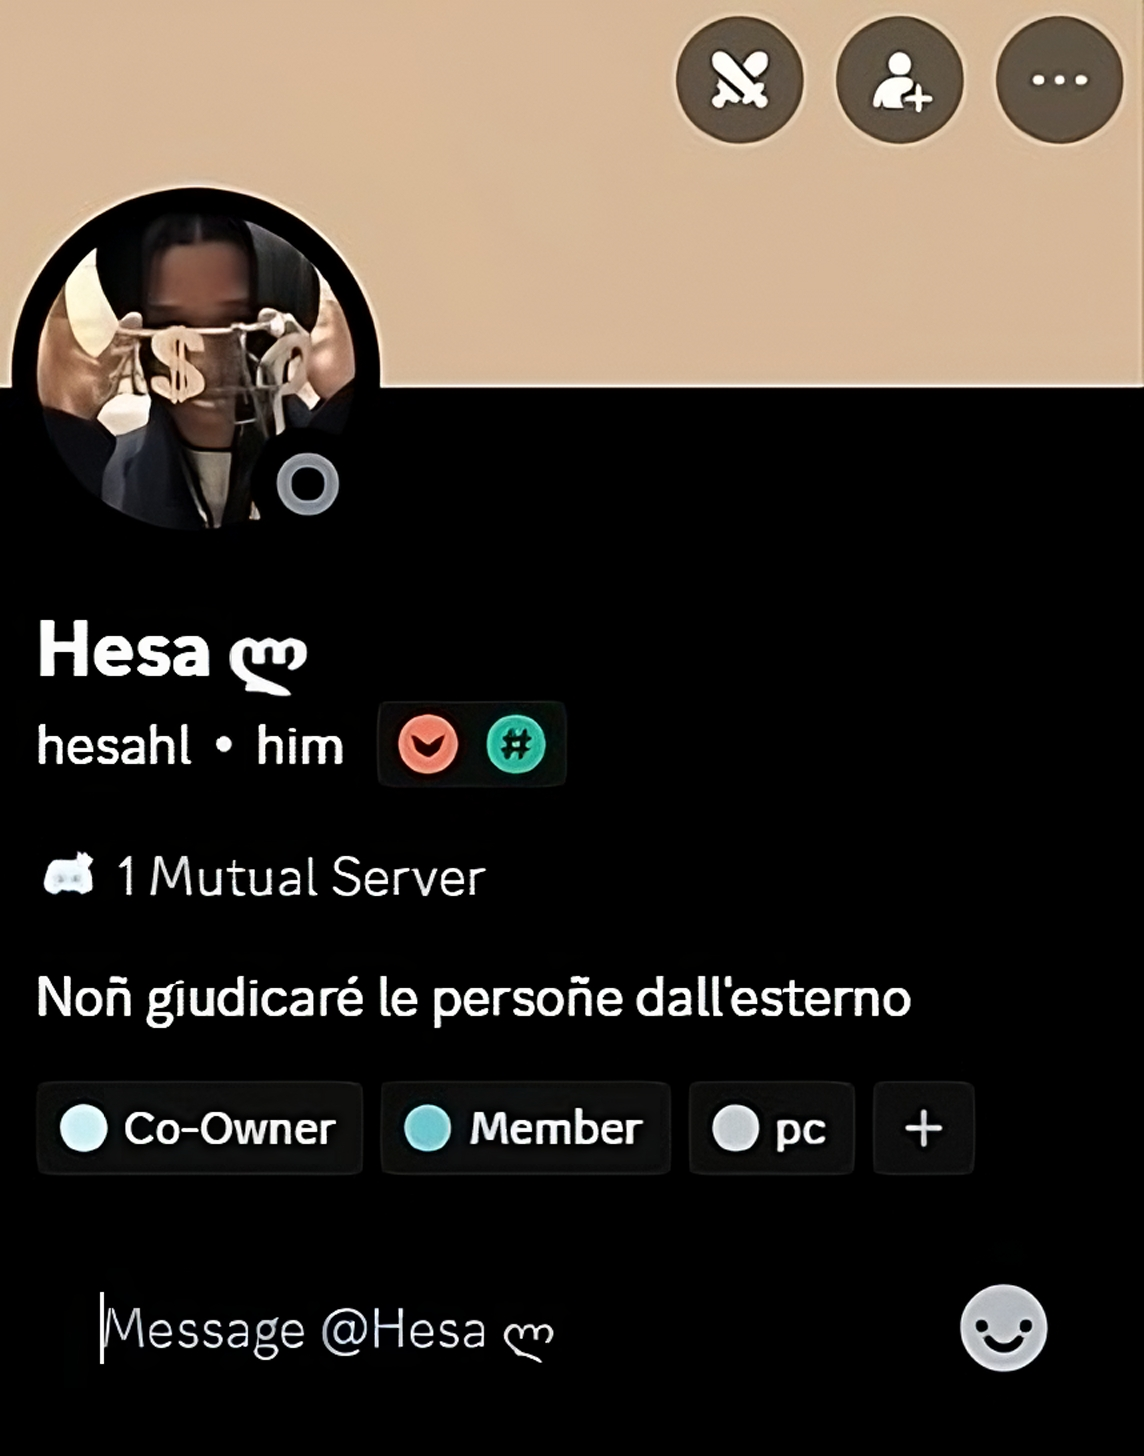 Hesa ღ
hesahl • him
1 Mutual Server
Noñ giudicaré le persoñe dall'esterno
Co-Owner Member pc +
Message @Hesa ღ